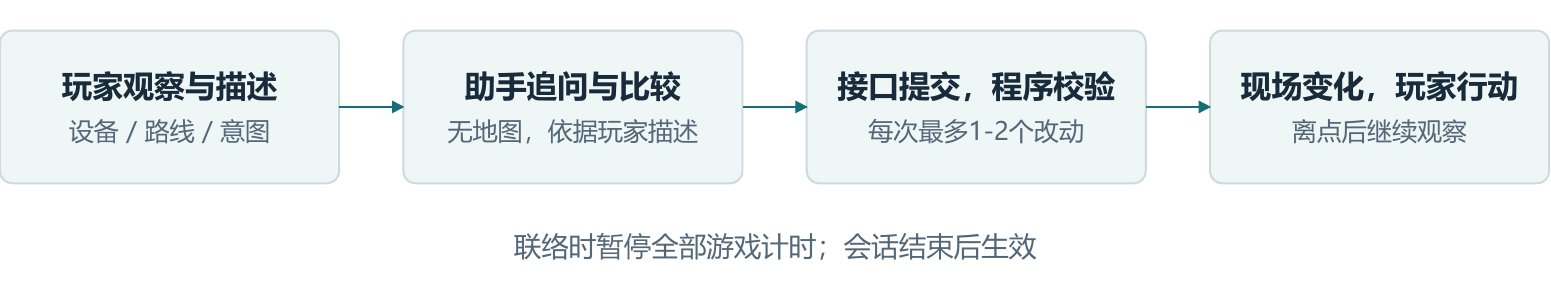 玩家观察与描述
设备 / 路线 / 意图
助手追问与比较
无地图，依据玩家描述
接口提交，程序校验
每次最多1-2个改动
现场变化，玩家行动
离点后继续观察
联络时暂停全部游戏计时；会话结束后生效